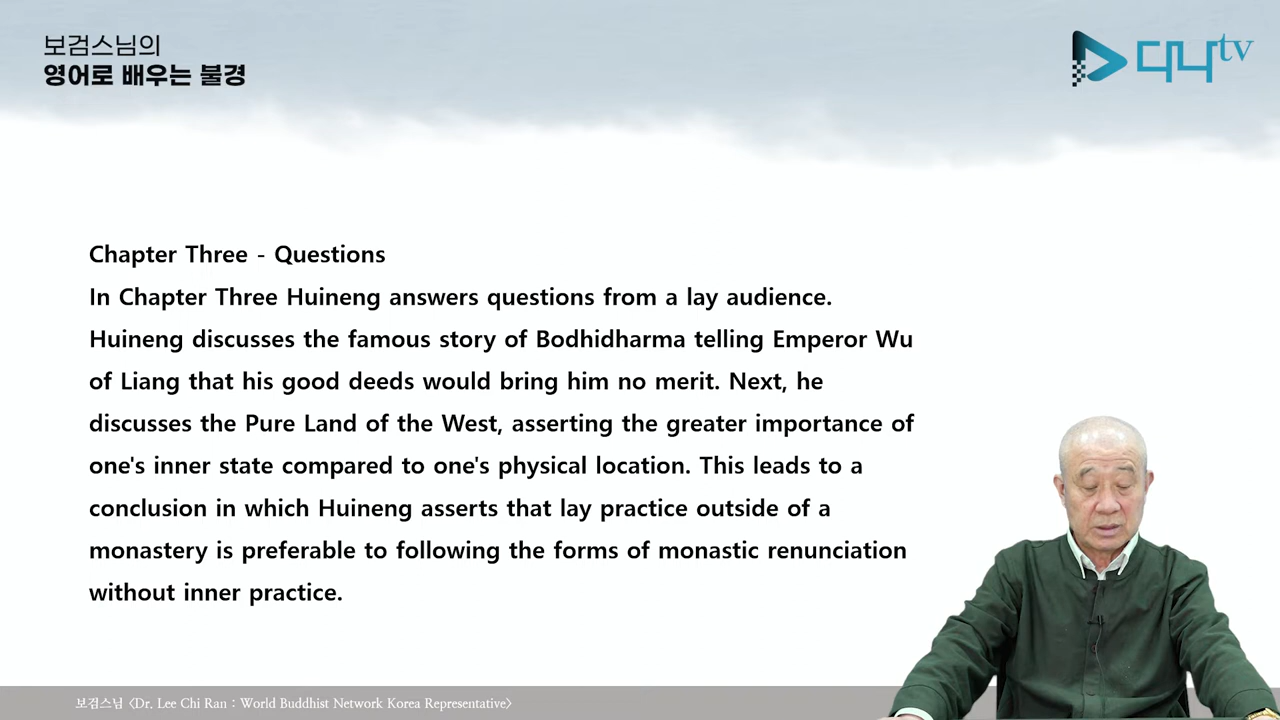 보검스님의
영어로 배우는 불경
디나tv
Chapter Three - Questions
In Chapter Three Huineng answers questions from a lay audience.
Huineng discusses the famous story of Bodhidharma telling Emperor Wu
of Liang that his good deeds would bring him no merit. Next, he
discusses the Pure Land of the West, asserting the greater importance of
one's inner state compared to one's physical location. This leads to a
conclusion in which Huineng asserts that lay practice outside of a
monastery is preferable to following the forms of monastic renunciation
without inner practice.
보검스님 <Dr. Lee Chi Ran : World Buddhist Network Korea Representative>